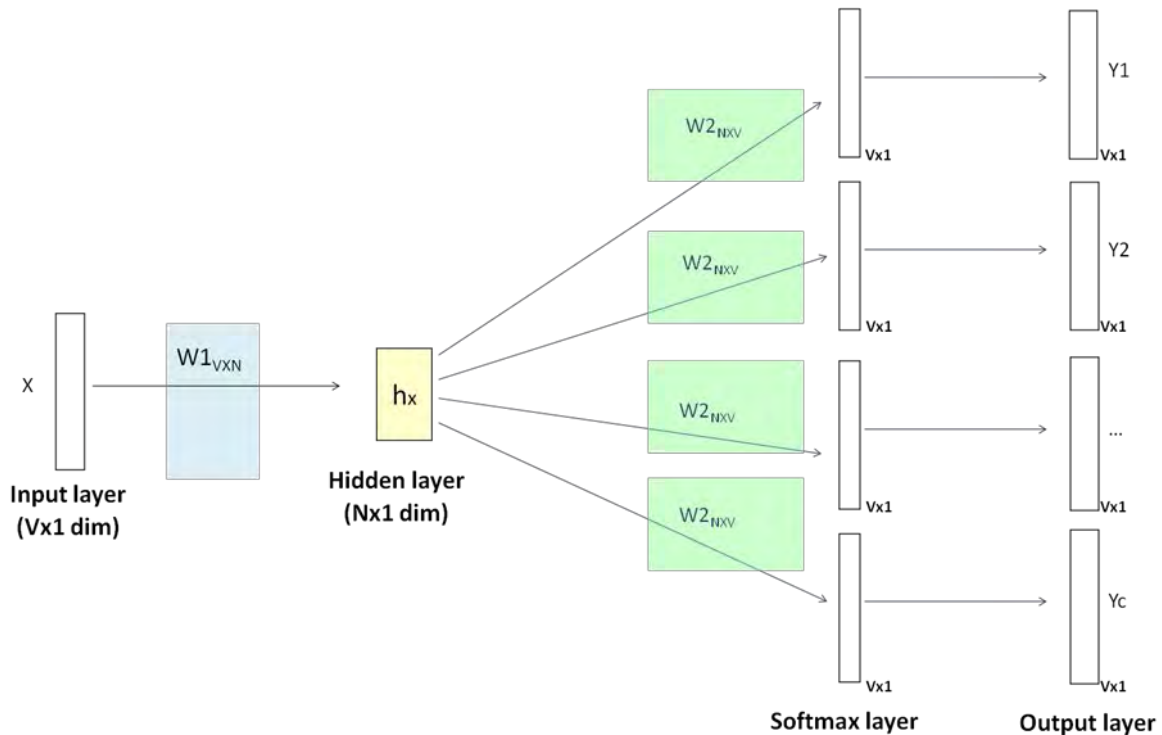 X
Input layer
(Vx1 dim)
W1VXN
hx
Hidden layer
(Nx1 dim)
W2NXV
W2NXV
W2NXV
W2NXV
Vx1
Vx1
Vx1
Vx1
Softmax layer
Y1
Vx1
Y2
Vx1
...
Vx1
Yc
Vx1
Output layer